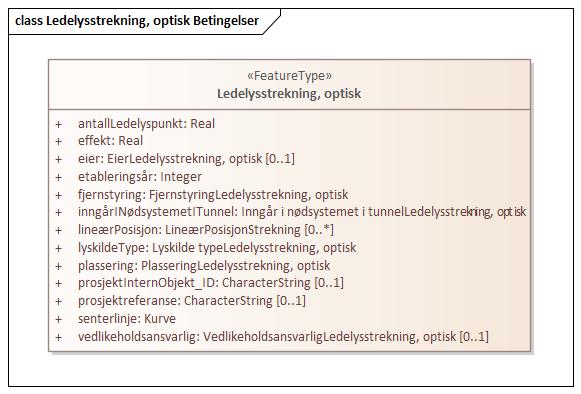 class Ledelysstrekning, optisk Betingelser
«FeatureType»
Ledelysstrekning, optisk
+ antallLedelyspunkt: Real
+ effekt: Real
+ eier: EierLedelysstrekning, optisk [0..1]
+ etableringsår: Integer
+ fjernstyring: FjernstyringLedelysstrekning, optisk
+ inngårINødsystemetITunnel: Inngår i nødsystemet i tunnelLedelysstrekning, optisk
+ lineærPosisjon: LineærPosisjonStrekning [0..*]
+ lyskildeType: Lyskilde typeLedelysstrekning, optisk
+ plassering: PlasseringLedelysstrekning, optisk
+ prosjektInternObjekt_ID: CharacterString [0..1]
+ prosjektreferanse: CharacterString [0..1]
+ senterlinje: Kurve
+ vedlikeholdsansvarlig: VedlikeholdsansvarligLedelysstrekning, optisk [0..1]